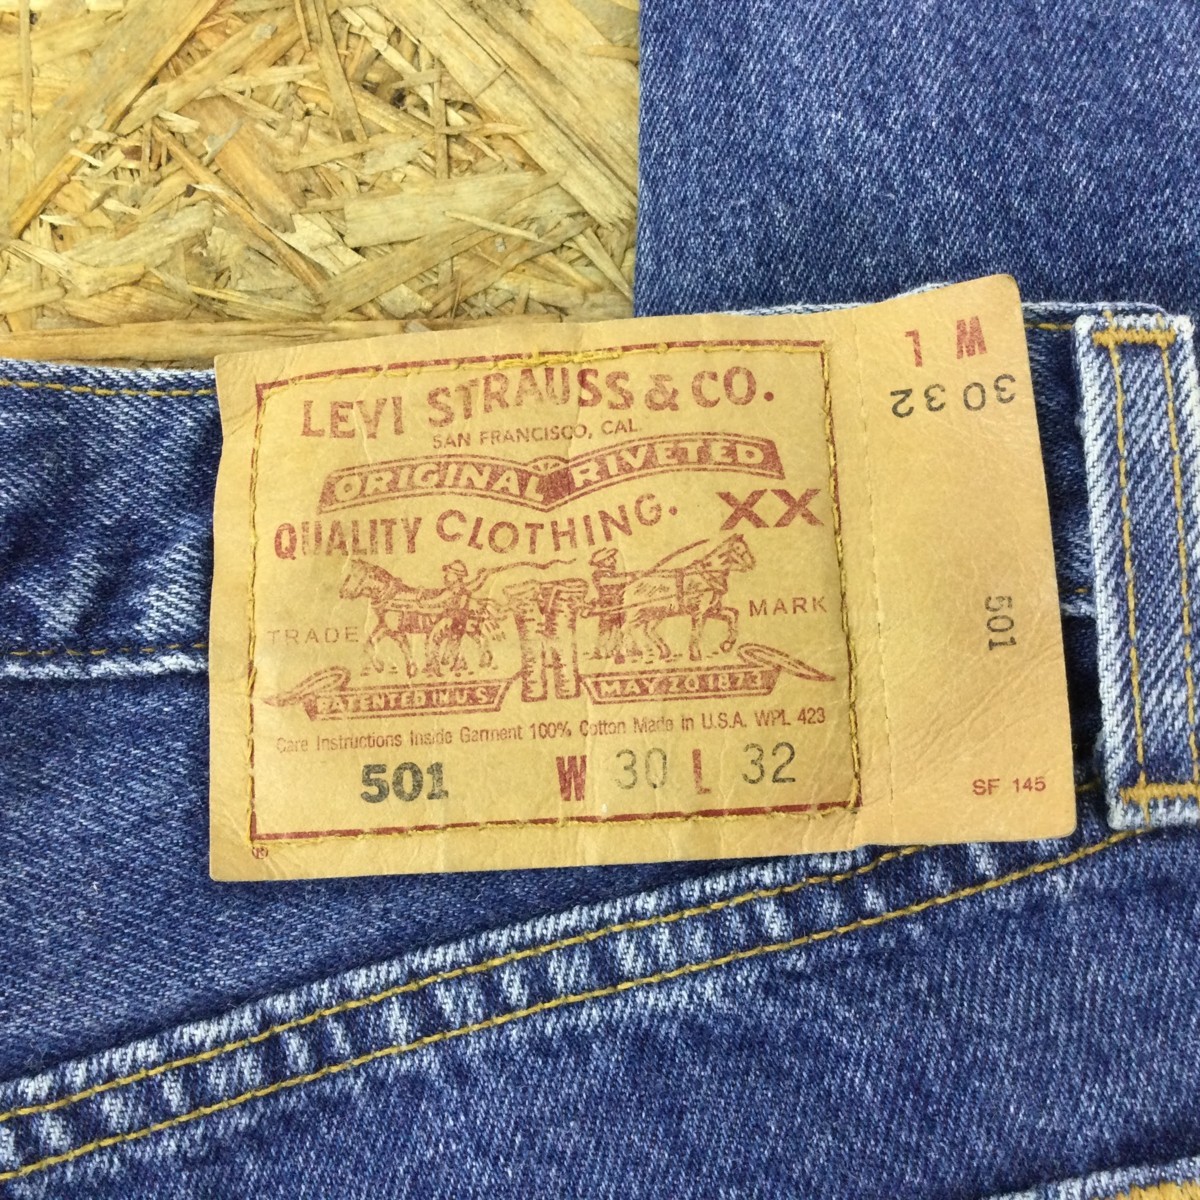 LEVI STRAUSS & CO.
SAN FRANCISCO, CAL.
ORIGINAL RIVETED
QUALITY CLOTHING. XX
TRADE MARK
PATENTED IN U.S. MAY 20 1873
Care Instructions Inside Garment 100% Cotton Made in U.S.A. WPL 423
501 W 30 L 32
®
1 M
30 32
501
SF 145